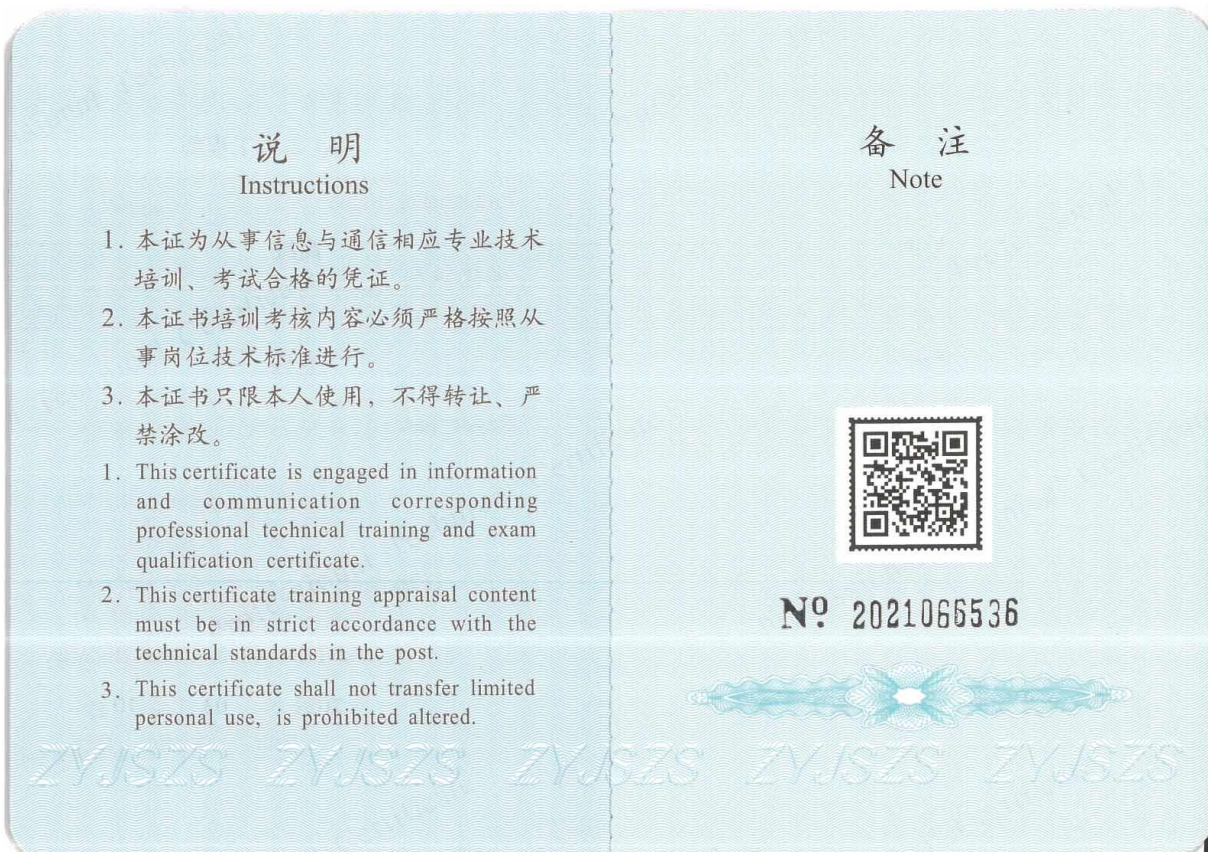 说 明
Instructions
1. 本证为从事信息与通信相应专业技术
培训、考试合格的凭证。
2. 本证书培训考核内容必须严格按照从
事岗位技术标准进行。
3. 本证书只限本人使用，不得转让、严
禁涂改。
1. This certificate is engaged in information
and communication corresponding
professional technical training and exam
qualification certificate.
2. This certificate training appraisal content
must be in strict accordance with the
technical standards in the post.
3. This certificate shall not transfer limited
personal use, is prohibited altered.
备 注
Note
Nº 2021066536
ZYJSZS ZYJSZS ZYJSZS ZYJSZS ZYJSZS